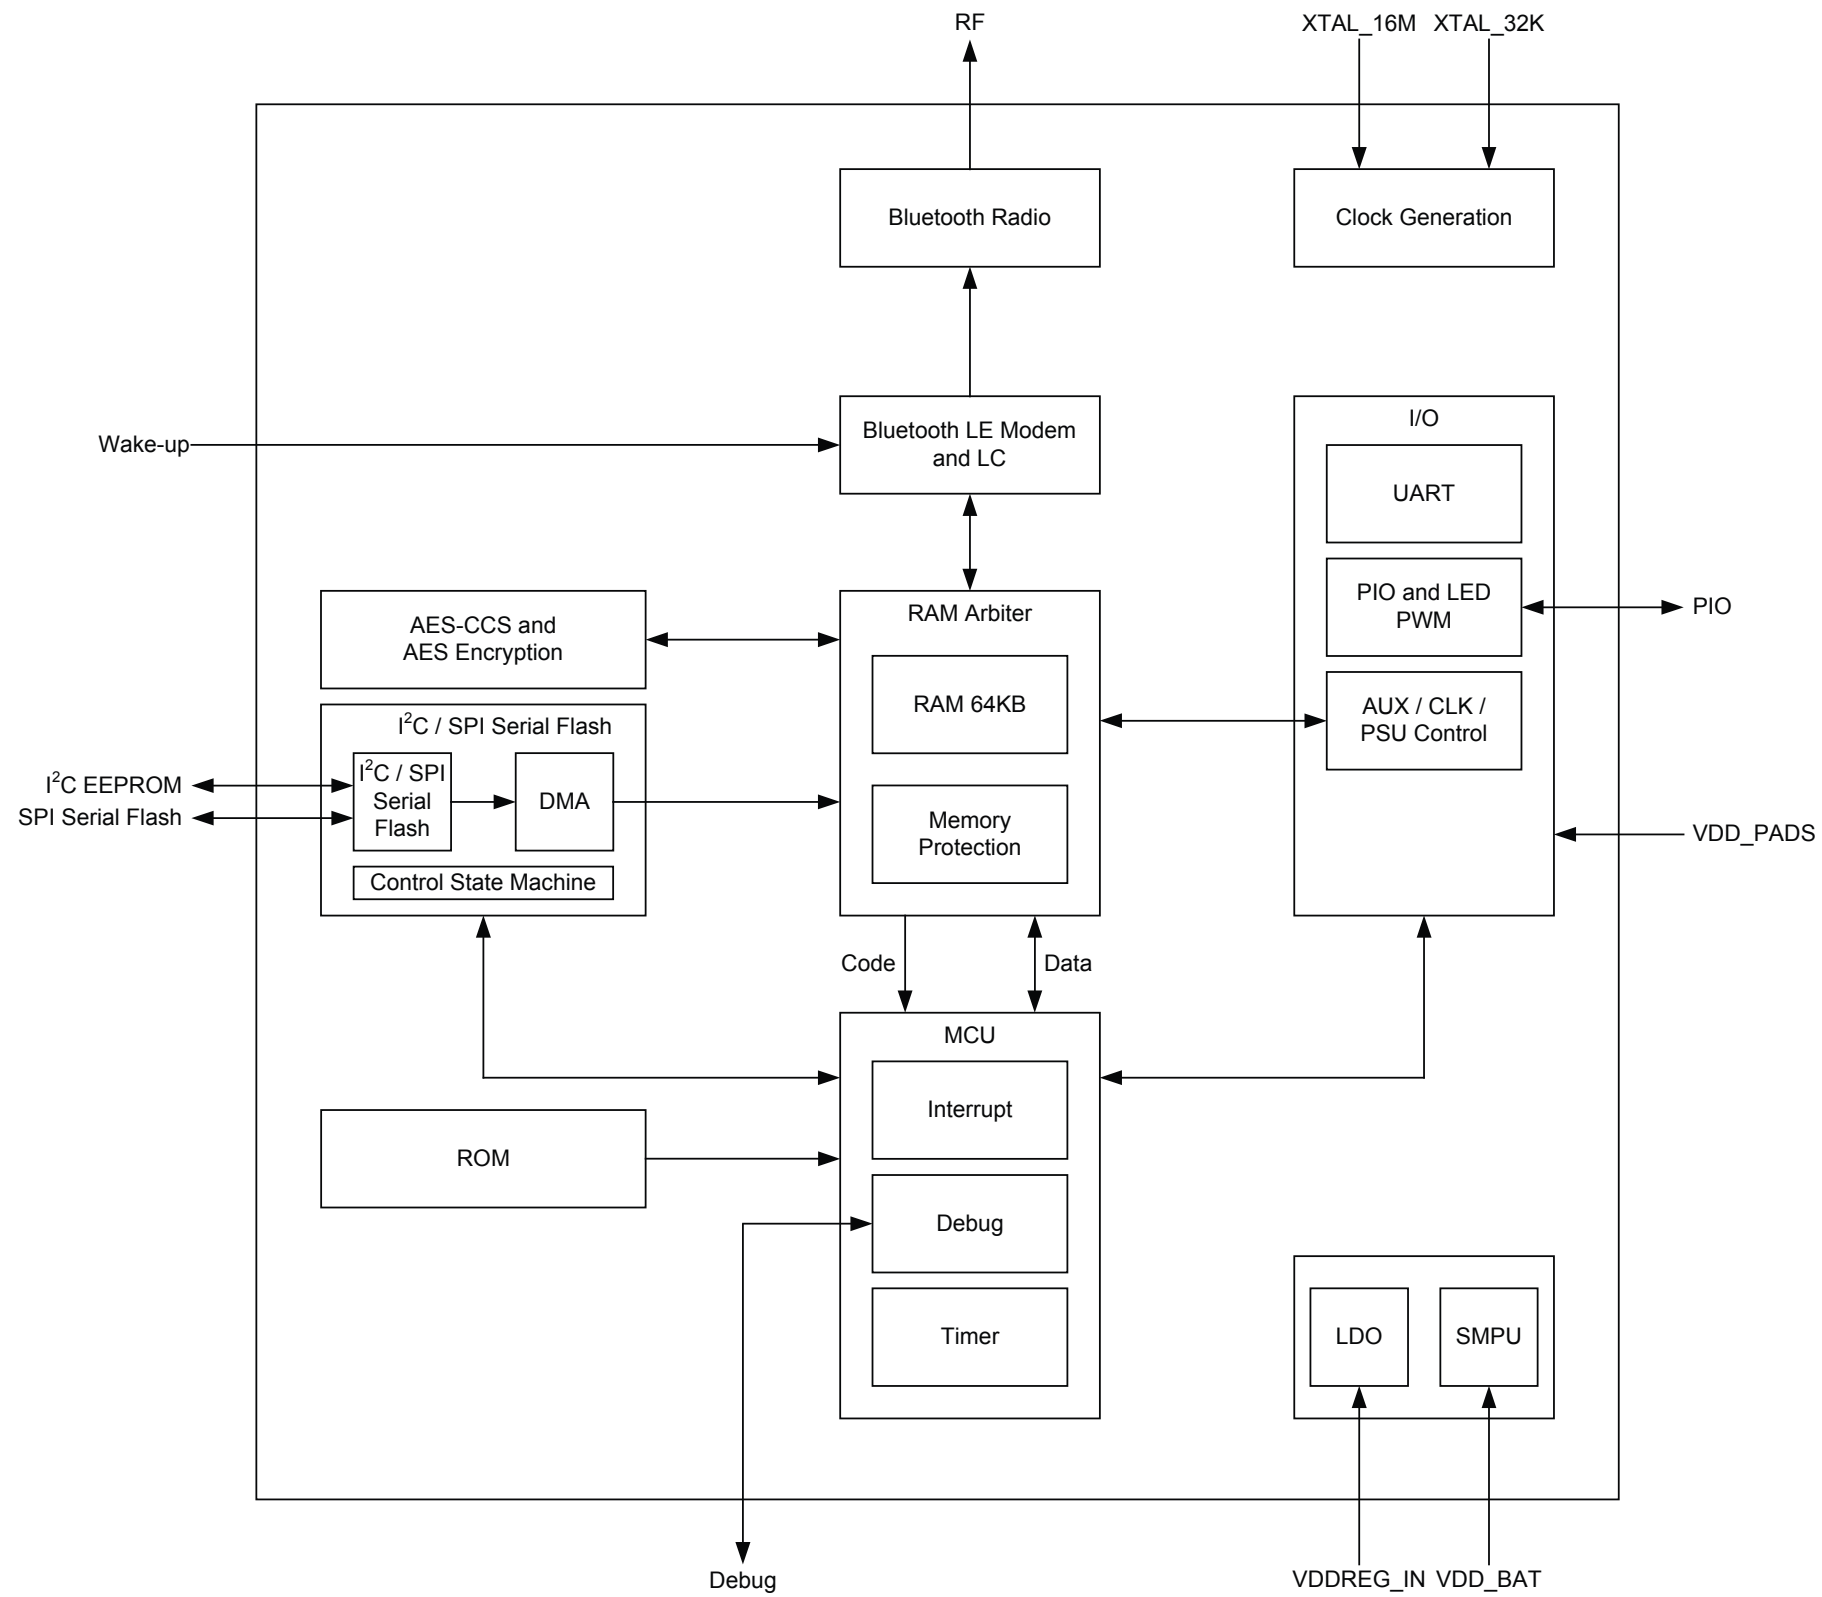 RF
XTAL_16M
XTAL_32K
Bluetooth Radio
Clock Generation
Wake-up
Bluetooth LE Modem
and LC
I/O
UART
PIO and LED
PWM
PIO
AUX / CLK /
PSU Control
VDD_PADS
AES-CCS and
AES Encryption
RAM Arbiter
RAM 64KB
Memory
Protection
I²C / SPI Serial Flash
I²C / SPI
Serial
Flash
DMA
Control State Machine
I²C EEPROM
SPI Serial Flash
Code
Data
MCU
Interrupt
Debug
Timer
ROM
LDO
SMPU
Debug
VDDREG_IN
VDD_BAT